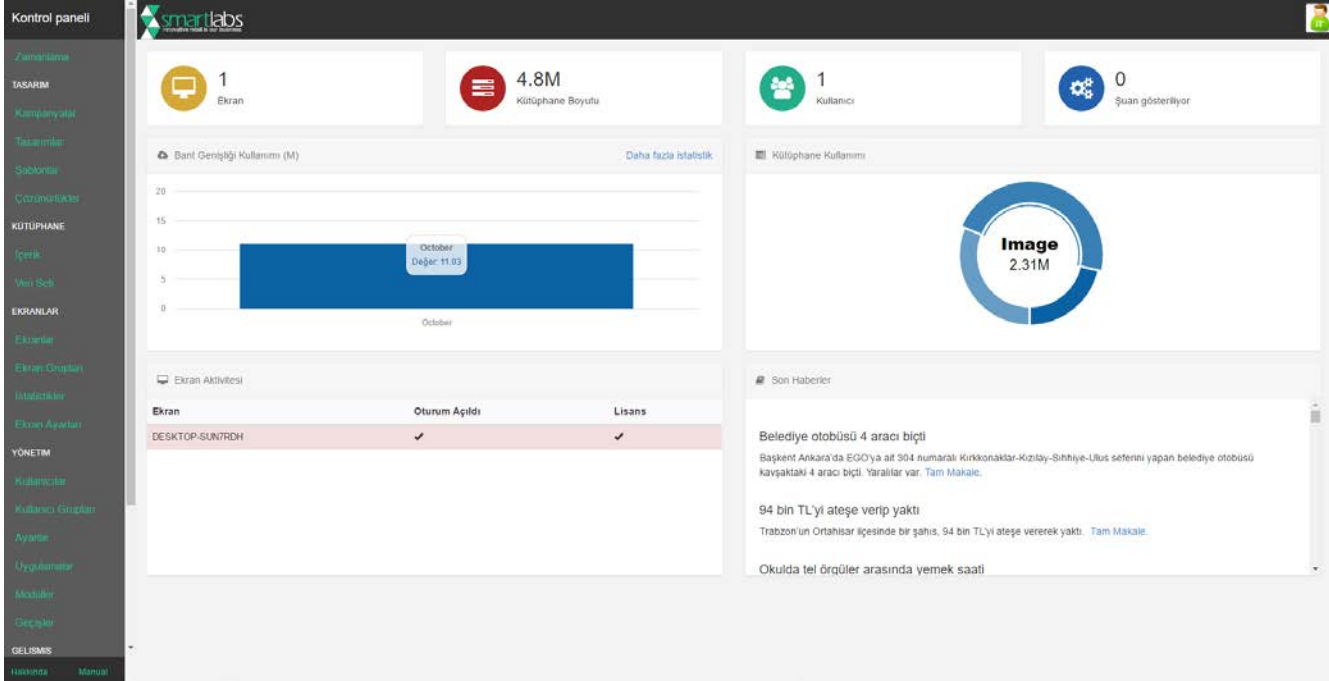 Kontrol paneli
Zamanlama
TASARIM
Kampanyalar
Tasarımlar
Şablonlar
Çözünürlükler
KÜTÜPHANE
İçerik
Veri Seti
EKRANLAR
Ekranlar
Ekran Grupları
İstatistikler
Ekran Ayarları
YÖNETİM
Kullanıcılar
Kullanıcı Grupları
Ayarlar
Uygulamalar
Modüller
Geçişler
GELISMIS
Hakkında Manual
smartlabs
innovative retail is our business
1
Ekran
4.8M
Kütüphane Boyutu
1
Kullanıcı
0
Şuan gösteriliyor
Bant Genişliği Kullanımı (M) Daha fazla istatistik
20
15
10
5
0
October
Değer: 11.03
October
Kütüphane Kullanımı
Image
2.31M
Ekran Aktivitesi
Ekran Oturum Açıldı Lisans
DESKTOP-SUN7RDH ✔ ✔
Son Haberler
Belediye otobüsü 4 aracı biçti
Başkent Ankara'da EGO'ya ait 304 numaralı Kırkkonaklar-Kızılay-Sıhhiye-Ulus seferini yapan belediye otobüsü
kavşaktaki 4 aracı biçti. Yaralılar var. Tam Makale.
94 bin TL'yi ateşe verip yaktı
Trabzon'un Ortahisar ilçesinde bir şahıs, 94 bin TL'yi ateşe vererek yaktı. Tam Makale.
Okulda tel örgüler arasında yemek saati